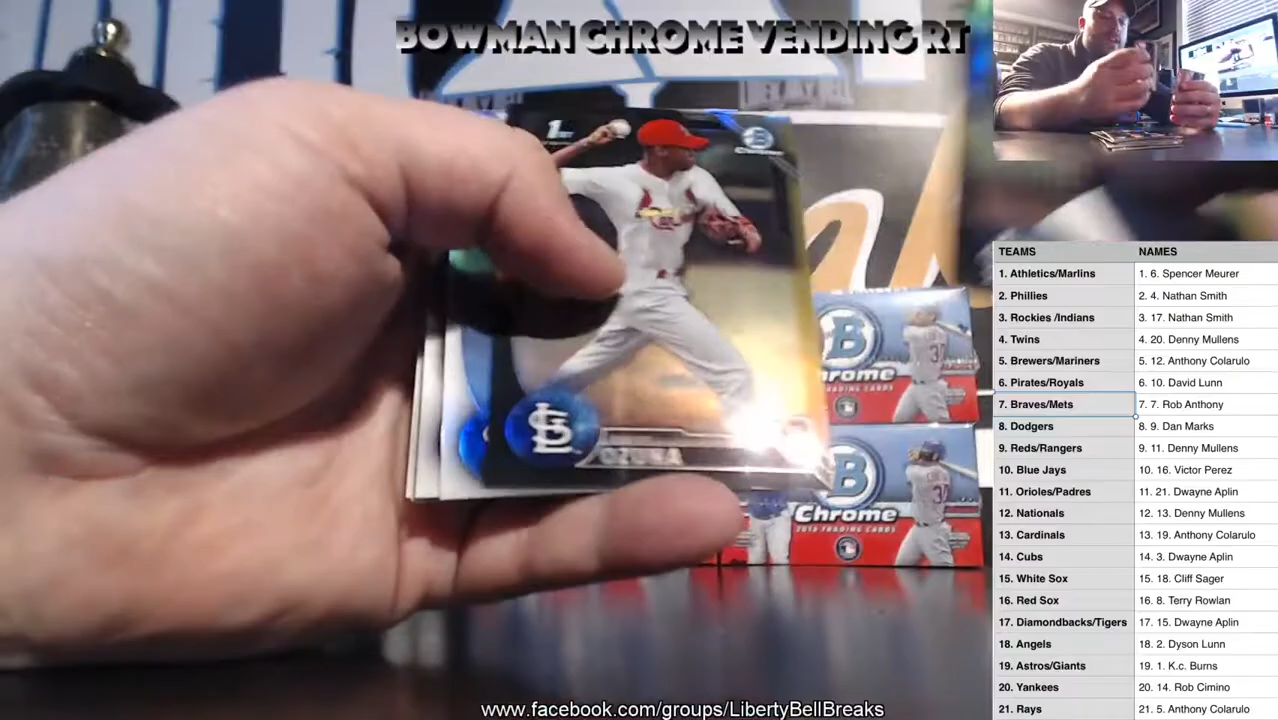 BOWMAN CHROME VENDING RT
1st
Chrome
OZUNA
B
Chrome
TRADING CARDS
B
Chrome
2016 TRADING CARDS
TEAMS NAMES
1. Athletics/Marlins 1. 6. Spencer Meurer
2. Phillies 2. 4. Nathan Smith
3. Rockies /Indians 3. 17. Nathan Smith
4. Twins 4. 20. Denny Mullens
5. Brewers/Mariners 5. 12. Anthony Colarulo
6. Pirates/Royals 6. 10. David Lunn
7. Braves/Mets 7. 7. Rob Anthony
8. Dodgers 8. 9. Dan Marks
9. Reds/Rangers 9. 11. Denny Mullens
10. Blue Jays 10. 16. Victor Perez
11. Orioles/Padres 11. 21. Dwayne Aplin
12. Nationals 12. 13. Denny Mullens
13. Cardinals 13. 19. Anthony Colarulo
14. Cubs 14. 3. Dwayne Aplin
15. White Sox 15. 18. Cliff Sager
16. Red Sox 16. 8. Terry Rowlan
17. Diamondbacks/Tigers 17. 15. Dwayne Aplin
18. Angels 18. 2. Dyson Lunn
19. Astros/Giants 19. 1. K.c. Burns
20. Yankees 20. 14. Rob Cimino
21. Rays 21. 5. Anthony Colarulo
www.facebook.com/groups/LibertyBellBreaks